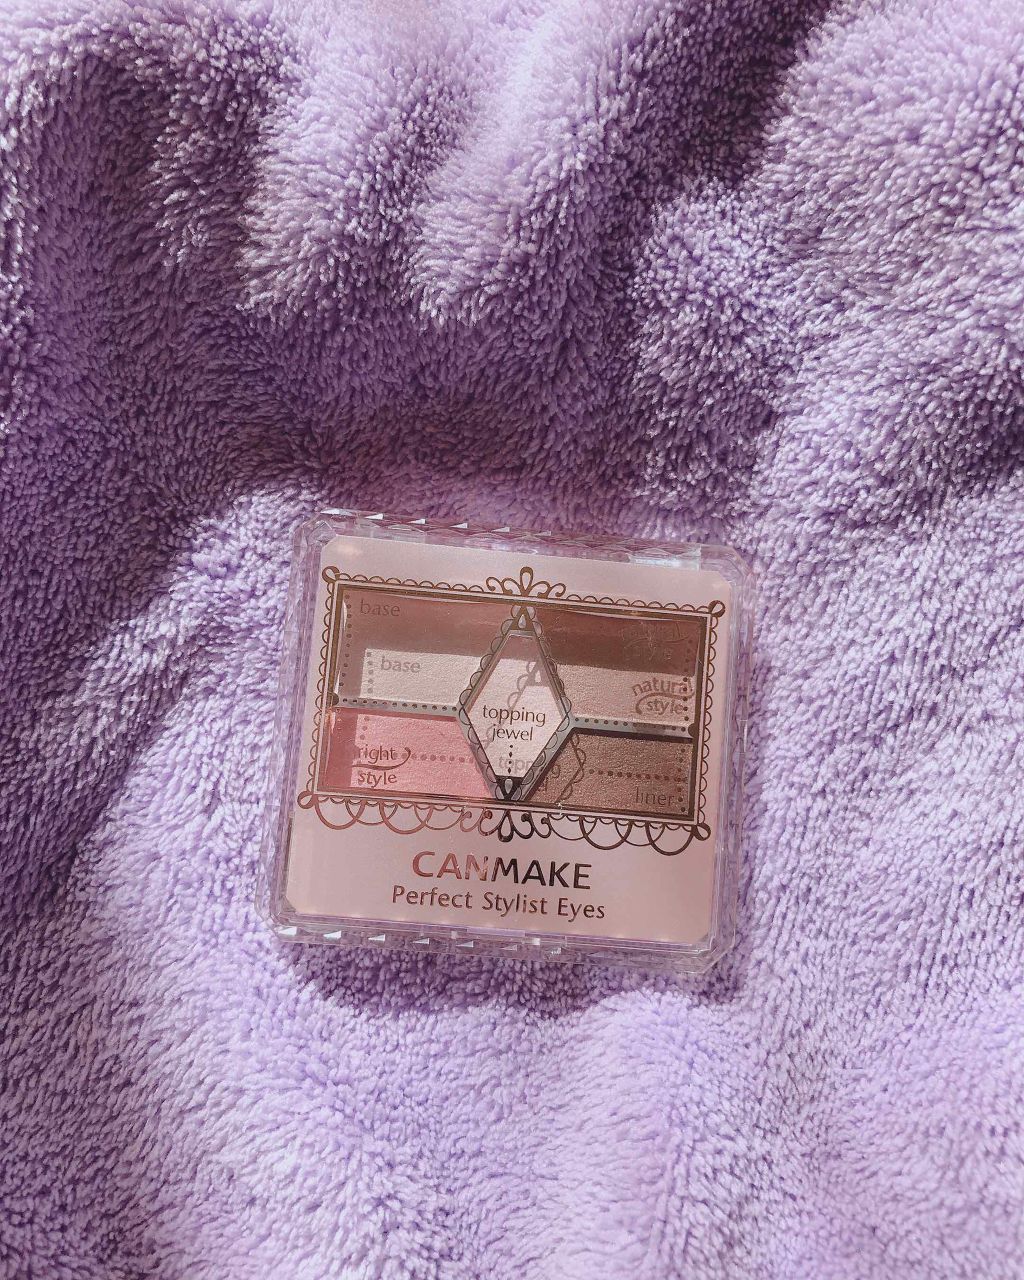 base
base
natural
style
topping
jewel
right
style
liner
CANMAKE
Perfect Stylist Eyes